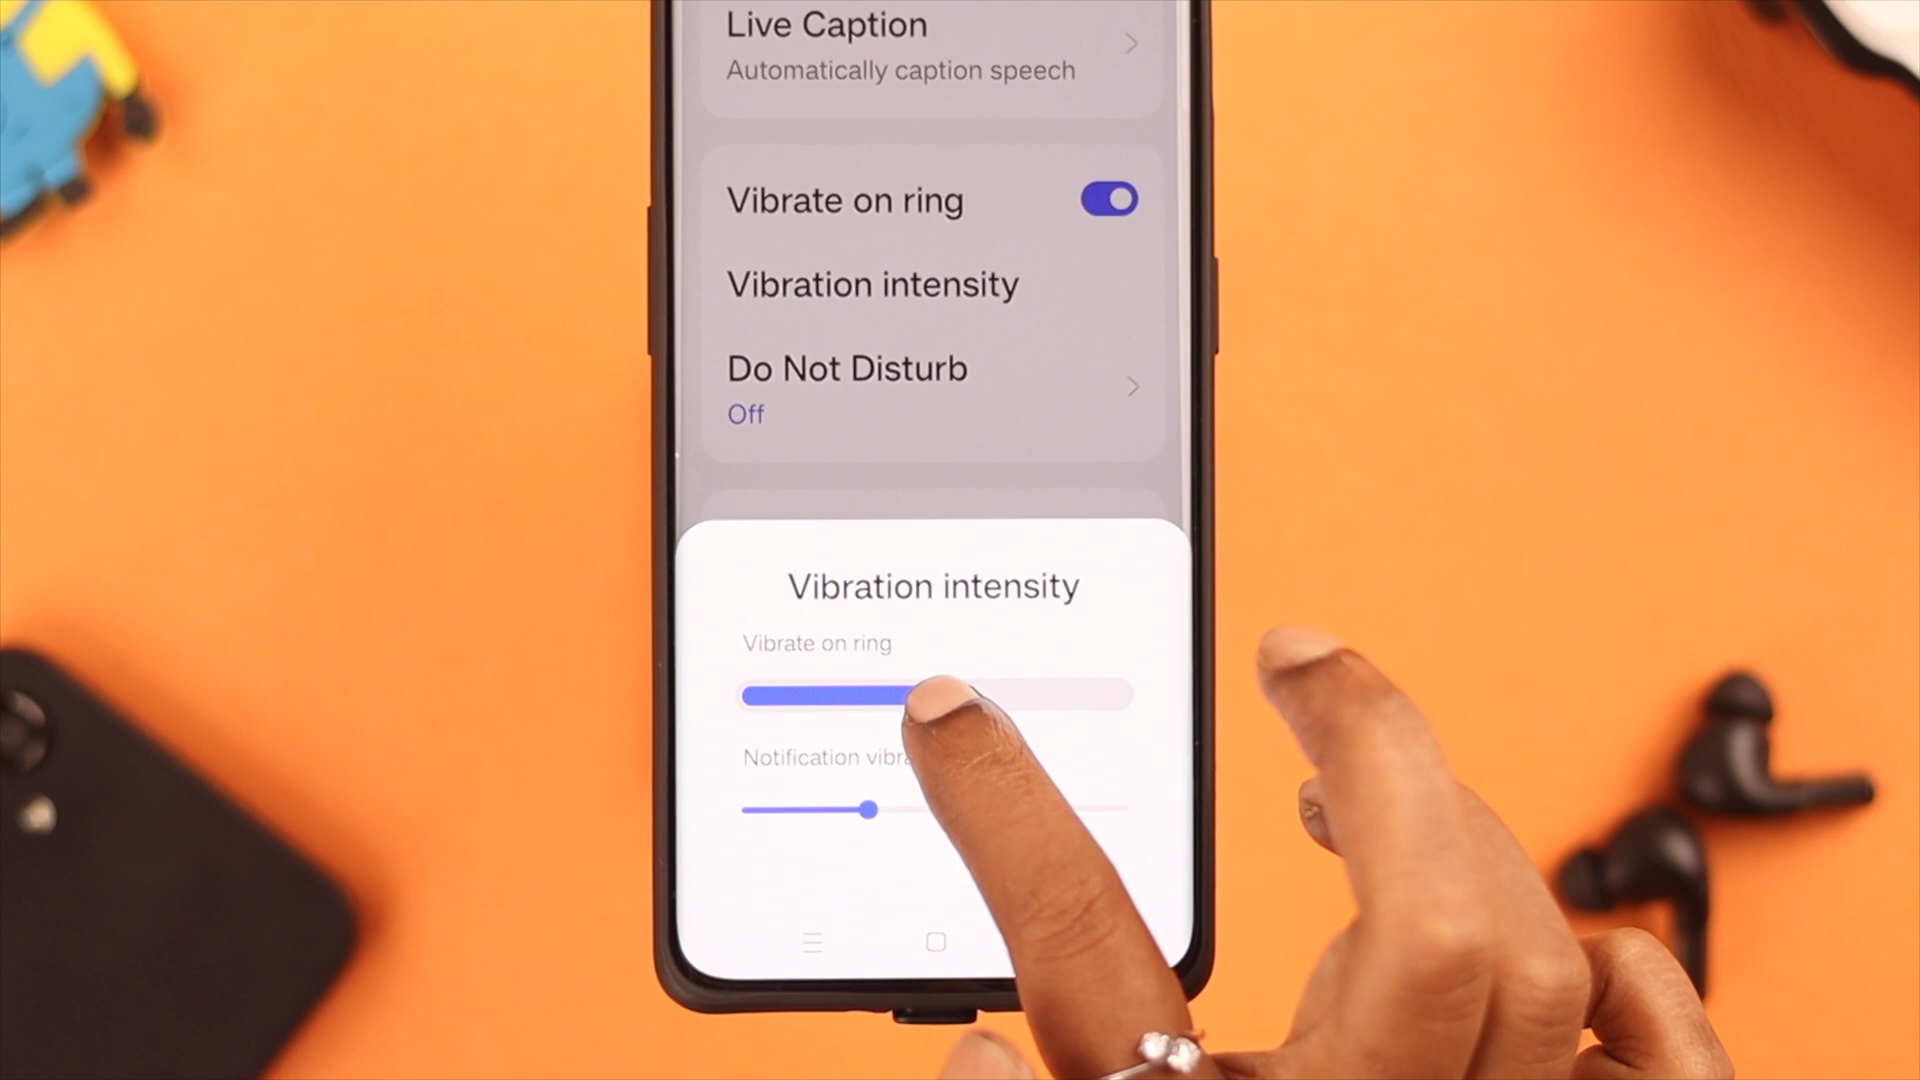 Live Caption
Automatically caption speech
Vibrate on ring
Vibration intensity
Do Not Disturb
Off
Vibration intensity
Vibrate on ring
Notification